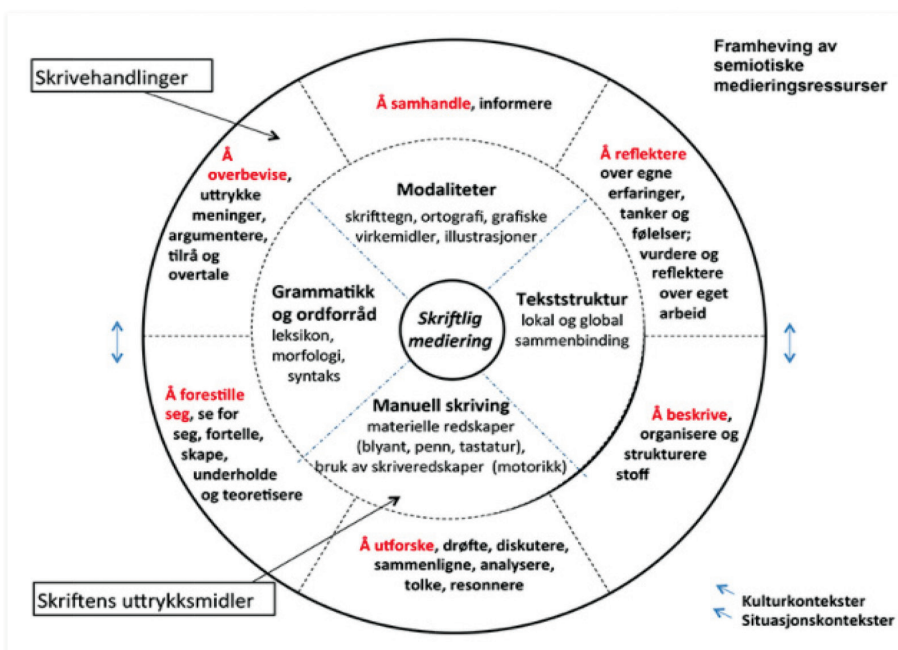 Framheving av
semiotiske
medieringsressurser
Skrivehandlinger
Å samhandle, informere
Å
overbevise,
uttrykke
meninger,
argumentere,
tilrå og
overtale
Å reflektere
over egne
erfaringer,
tanker og
følelser;
vurdere og
reflektere
over eget
arbeid
Modaliteter
skrifttegn, ortografi, grafiske
virkemidler, illustrasjoner
Grammatikk
og ordforråd
leksikon,
morfologi,
syntaks
Skriftlig
mediering
Tekststruktur
lokal og global
sammenbinding
Manuell skriving
materielle redskaper
(blyant, penn, tastatur),
bruk av skriveredskaper (motorikk)
Å forestille
seg, se for
seg, fortelle,
skape,
underholde
og teoretisere
Å beskrive,
organisere og
strukturere
stoff
Å utforske, drøfte, diskutere,
sammenligne, analysere,
tolke, resonnere
Skriftens uttrykksmidler
Kulturkontekster
Situasjonskontekster